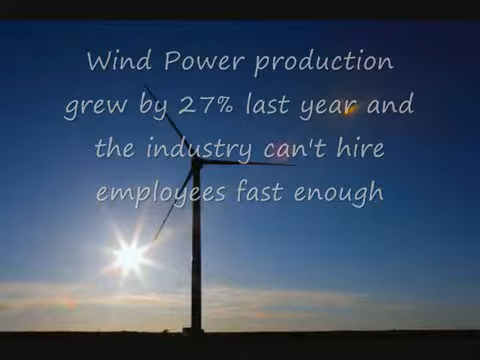 Wind Power production
grew by 27% last year and
the industry can't hire
employees fast enough